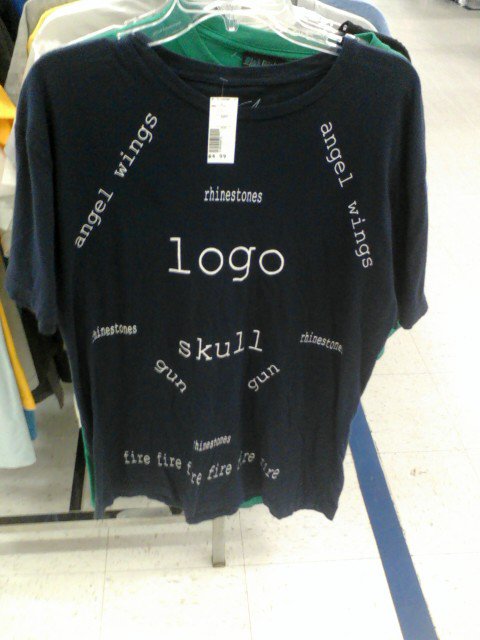 angel wings
angel wings
rhinestones
logo
rhinestones
skull
rhinestones
gun
gun
rhinestones
fire fire fire fire fire fire